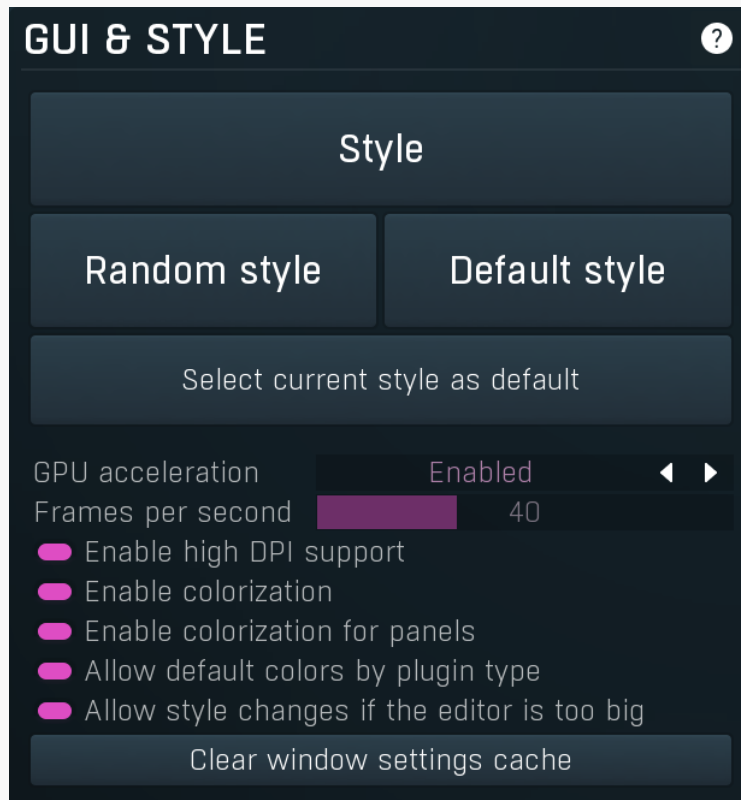 GUI & STYLE ?
Style
Random style Default style
Select current style as default
GPU acceleration Enabled
Frames per second 40
Enable high DPI support
Enable colorization
Enable colorization for panels
Allow default colors by plugin type
Allow style changes if the editor is too big
Clear window settings cache